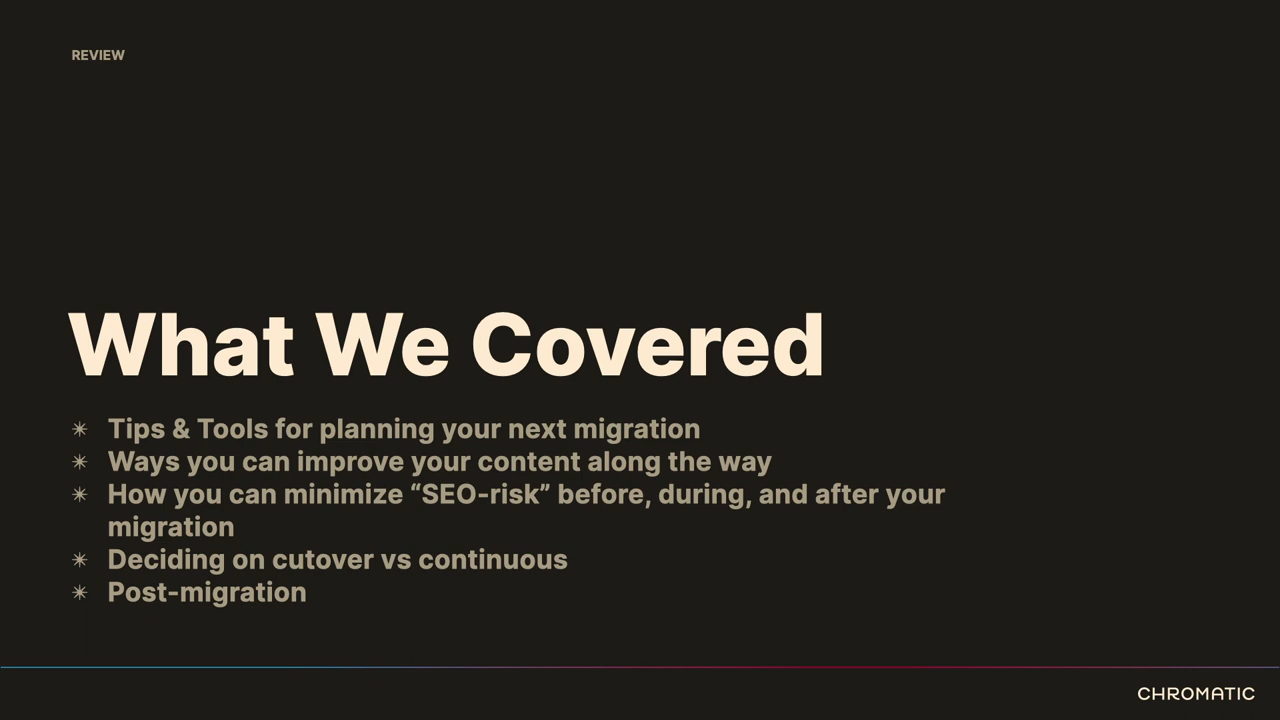 REVIEW
What We Covered
✴ Tips & Tools for planning your next migration
✴ Ways you can improve your content along the way
✴ How you can minimize “SEO-risk” before, during, and after your
migration
✴ Deciding on cutover vs continuous
✴ Post-migration
CHROMATIC